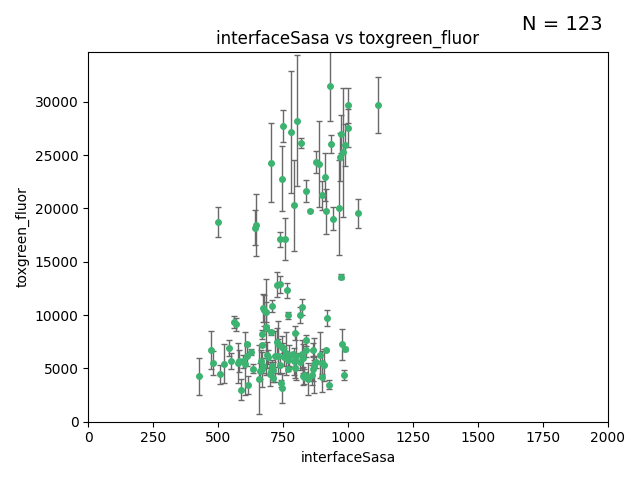 N = 123
interfaceSasa vs toxgreen_fluor
toxgreen_fluor
30000
25000
20000
15000
10000
5000
0
0 250 500 750 1000 1250 1500 1750 2000
interfaceSasa